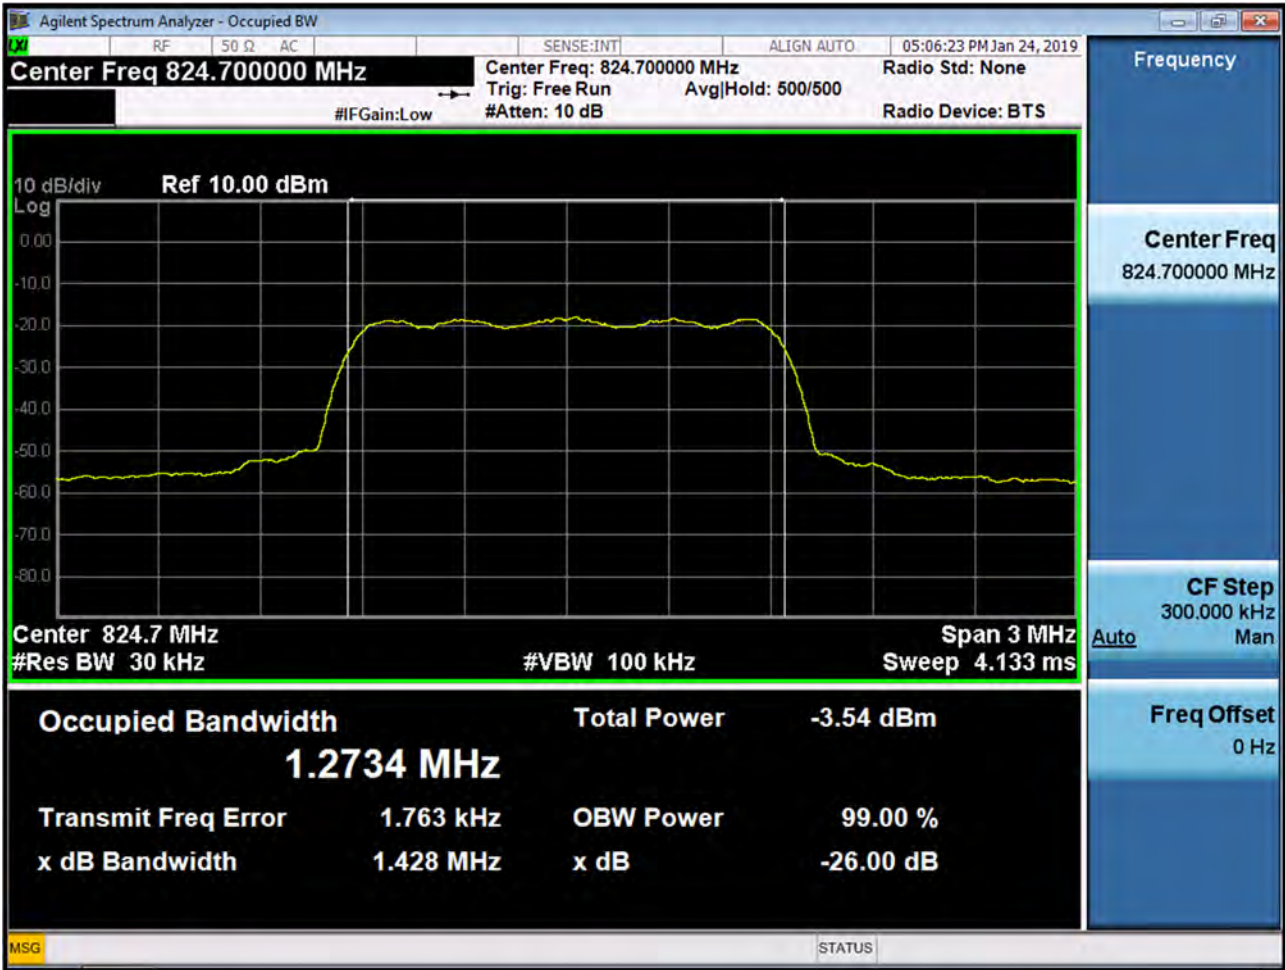 Agilent Spectrum Analyzer - Occupied BW
LXI RF 50 Ω AC SENSE:INT ALIGN AUTO 05:06:23 PM Jan 24, 2019
Center Freq 824.700000 MHz
Center Freq: 824.700000 MHz Radio Std: None
Trig: Free Run Avg|Hold: 500/500
#IFGain:Low #Atten: 10 dB Radio Device: BTS
10 dB/div Ref 10.00 dBm
Log
0.00
-10.0
-20.0
-30.0
-40.0
-50.0
-60.0
-70.0
-80.0
Center 824.7 MHz Span 3 MHz
#Res BW 30 kHz #VBW 100 kHz Sweep 4.133 ms
Occupied Bandwidth Total Power -3.54 dBm
1.2734 MHz
Transmit Freq Error 1.763 kHz OBW Power 99.00 %
x dB Bandwidth 1.428 MHz x dB -26.00 dB
Frequency
Center Freq
824.700000 MHz
CF Step
300.000 kHz
Auto Man
Freq Offset
0 Hz
MSG STATUS